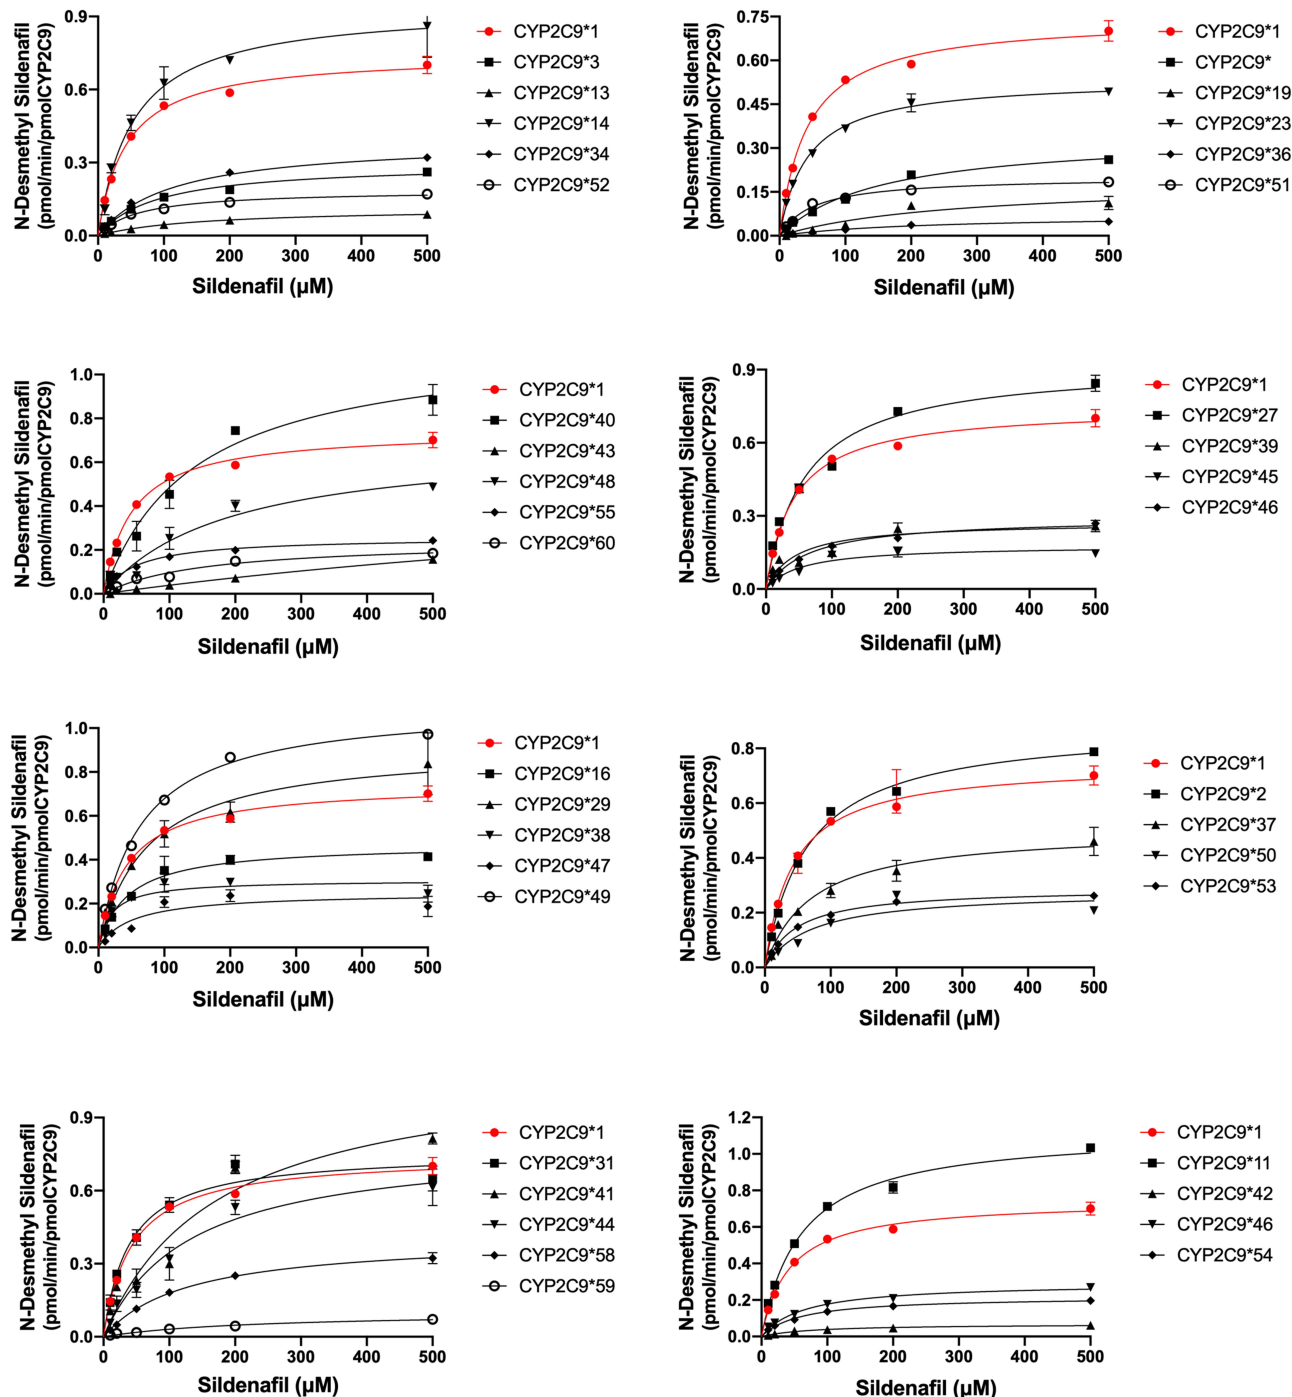 N-Desmethyl Sildenafil
(pmol/min/pmolCYP2C9)
0.9
0.6
0.3
0.0
0 100 200 300 400 500
Sildenafil (µM)
CYP2C9*1
CYP2C9*3
CYP2C9*13
CYP2C9*14
CYP2C9*34
CYP2C9*52
N-Desmethyl Sildenafil
(pmol/min/pmolCYP2C9)
0.75
0.60
0.45
0.30
0.15
0.00
0 100 200 300 400 500
Sildenafil (µM)
CYP2C9*1
CYP2C9*
CYP2C9*19
CYP2C9*23
CYP2C9*36
CYP2C9*51
N-Desmethyl Sildenafil
(pmol/min/pmolCYP2C9)
1.0
0.8
0.6
0.4
0.2
0.0
0 100 200 300 400 500
Sildenafil (µM)
CYP2C9*1
CYP2C9*40
CYP2C9*43
CYP2C9*48
CYP2C9*55
CYP2C9*60
N-Desmethyl Sildenafil
(pmol/min/pmolCYP2C9)
0.9
0.6
0.3
0.0
0 100 200 300 400 500
Sildenafil (µM)
CYP2C9*1
CYP2C9*27
CYP2C9*39
CYP2C9*45
CYP2C9*46
N-Desmethyl Sildenafil
(pmol/min/pmolCYP2C9)
1.0
0.8
0.6
0.4
0.2
0.0
0 100 200 300 400 500
Sildenafil (µM)
CYP2C9*1
CYP2C9*16
CYP2C9*29
CYP2C9*38
CYP2C9*47
CYP2C9*49
N-Desmethyl Sildenafil
(pmol/min/pmolCYP2C9)
0.8
0.6
0.4
0.2
0.0
0 100 200 300 400 500
Sildenafil (µM)
CYP2C9*1
CYP2C9*2
CYP2C9*37
CYP2C9*50
CYP2C9*53
N-Desmethyl Sildenafil
(pmol/min/pmolCYP2C9)
0.9
0.6
0.3
0.0
0 100 200 300 400 500
Sildenafil (µM)
CYP2C9*1
CYP2C9*31
CYP2C9*41
CYP2C9*44
CYP2C9*58
CYP2C9*59
N-Desmethyl Sildenafil
(pmol/min/pmolCYP2C9)
1.2
1.0
0.8
0.6
0.4
0.2
0.0
0 100 200 300 400 500
Sildenafil (µM)
CYP2C9*1
CYP2C9*11
CYP2C9*42
CYP2C9*46
CYP2C9*54